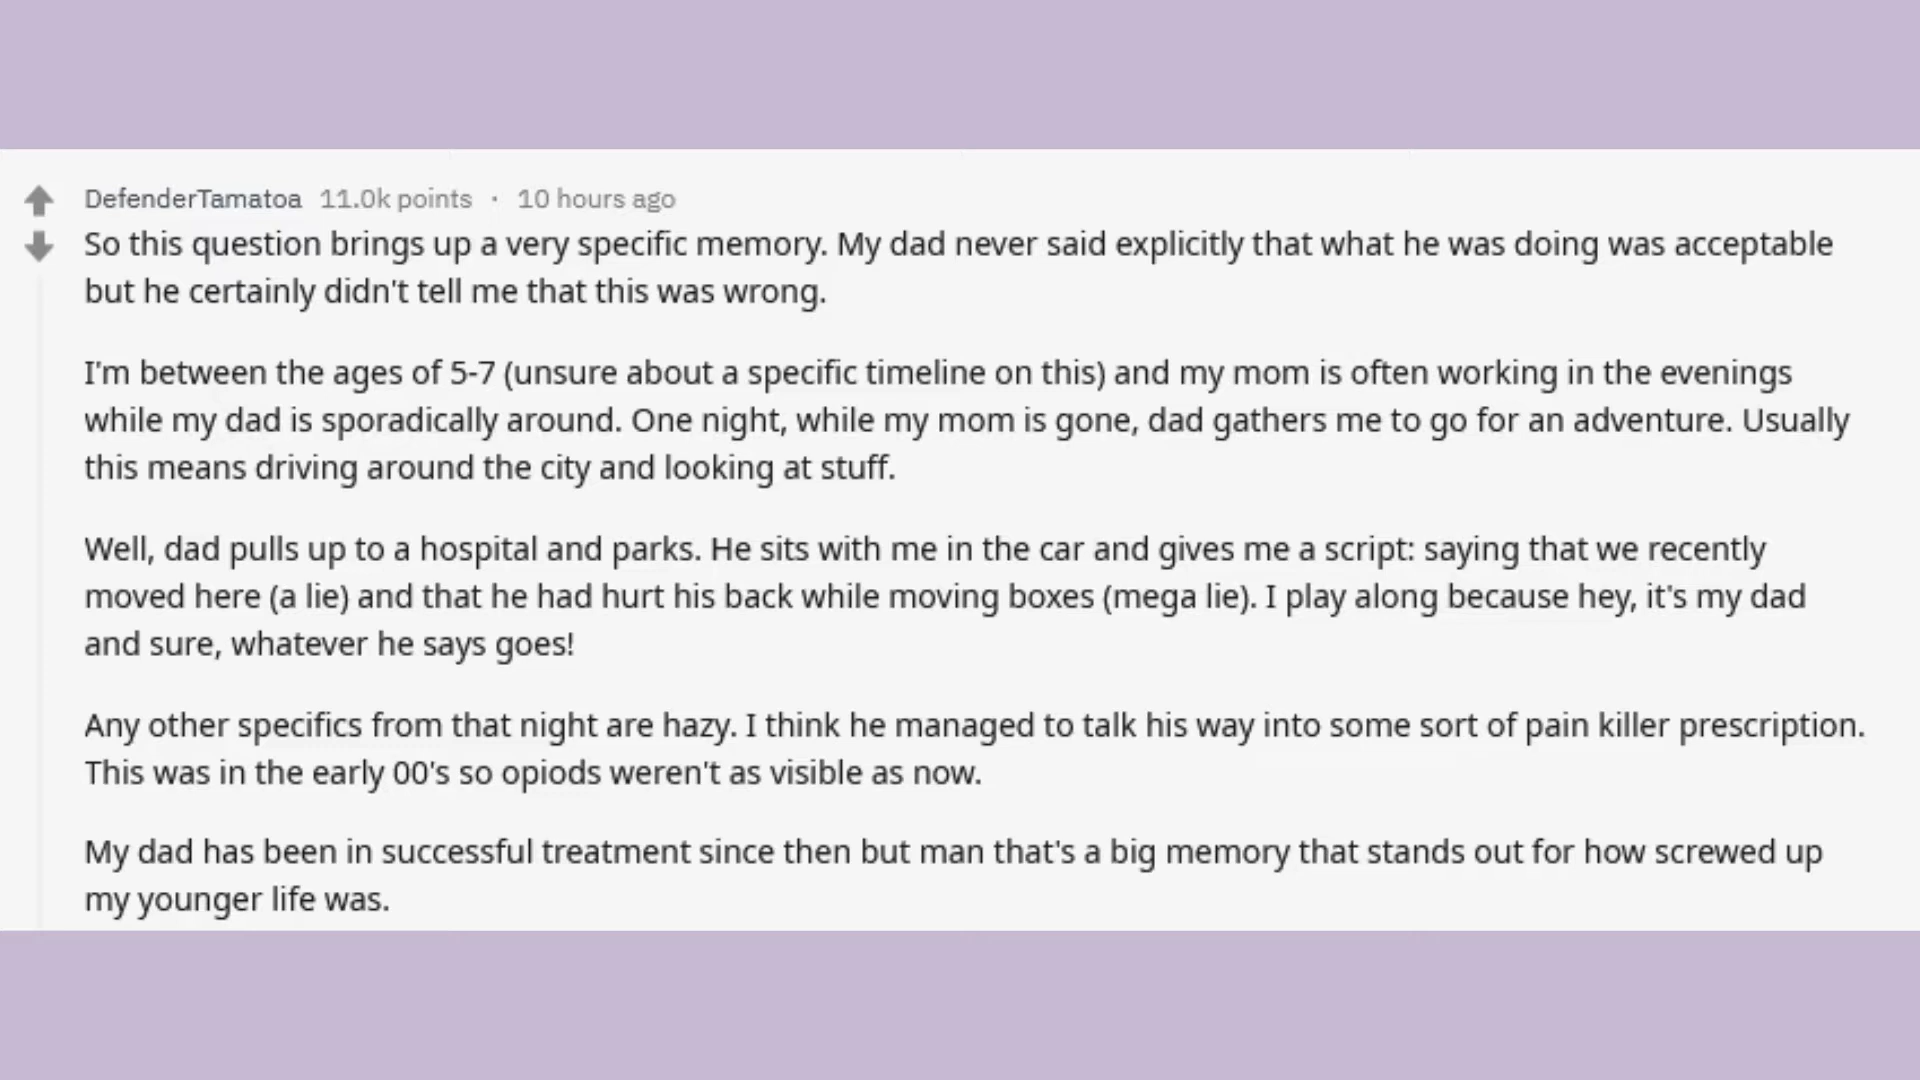 DefenderTamatoa 11.0k points · 10 hours ago
So this question brings up a very specific memory. My dad never said explicitly that what he was doing was acceptable
but he certainly didn't tell me that this was wrong.
I'm between the ages of 5-7 (unsure about a specific timeline on this) and my mom is often working in the evenings
while my dad is sporadically around. One night, while my mom is gone, dad gathers me to go for an adventure. Usually
this means driving around the city and looking at stuff.
Well, dad pulls up to a hospital and parks. He sits with me in the car and gives me a script: saying that we recently
moved here (a lie) and that he had hurt his back while moving boxes (mega lie). I play along because hey, it's my dad
and sure, whatever he says goes!
Any other specifics from that night are hazy. I think he managed to talk his way into some sort of pain killer prescription.
This was in the early 00's so opiods weren't as visible as now.
My dad has been in successful treatment since then but man that's a big memory that stands out for how screwed up
my younger life was.